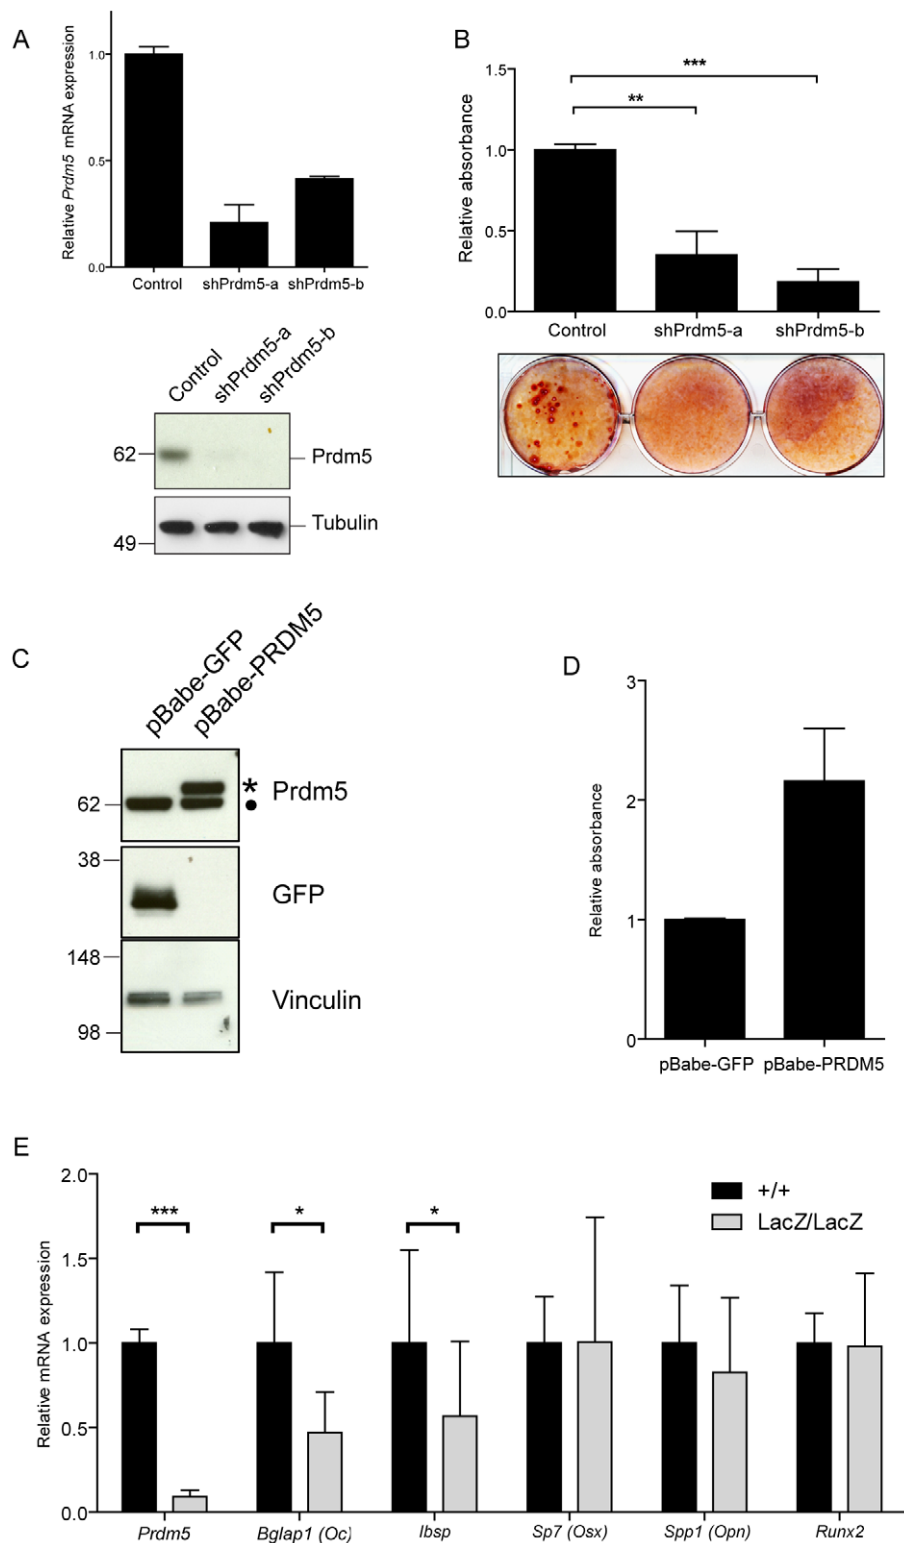 A
Relative Prdm5 mRNA expression
1.0
0.5
0.0
Control shPrdm5-a shPrdm5-b
Control
shPrdm5-a
shPrdm5-b
62
Prdm5
Tubulin
49
B
Relative absorbance
1.5
1.0
0.5
0.0
***
**
Control shPrdm5-a shPrdm5-b
C
pBabe-GFP
pBabe-PRDM5
62
* Prdm5
•
38
GFP
148
Vinculin
98
D
Relative absorbance
3
2
1
0
pBabe-GFP pBabe-PRDM5
E
Relative mRNA expression
2.0
1.5
1.0
0.5
0.0
+/+
LacZ/LacZ
*** * *
Prdm5 Bglap1 (Oc) Ibsp Sp7 (Osx) Spp1 (Opn) Runx2